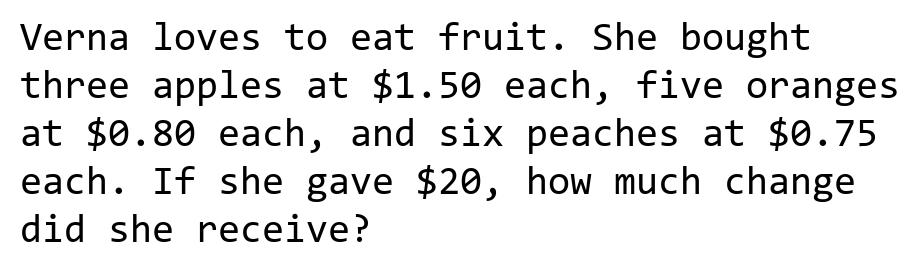 Verna loves to eat fruit. She bought
three apples at $1.50 each, five oranges
at $0.80 each, and six peaches at $0.75
each. If she gave $20, how much change
did she receive?